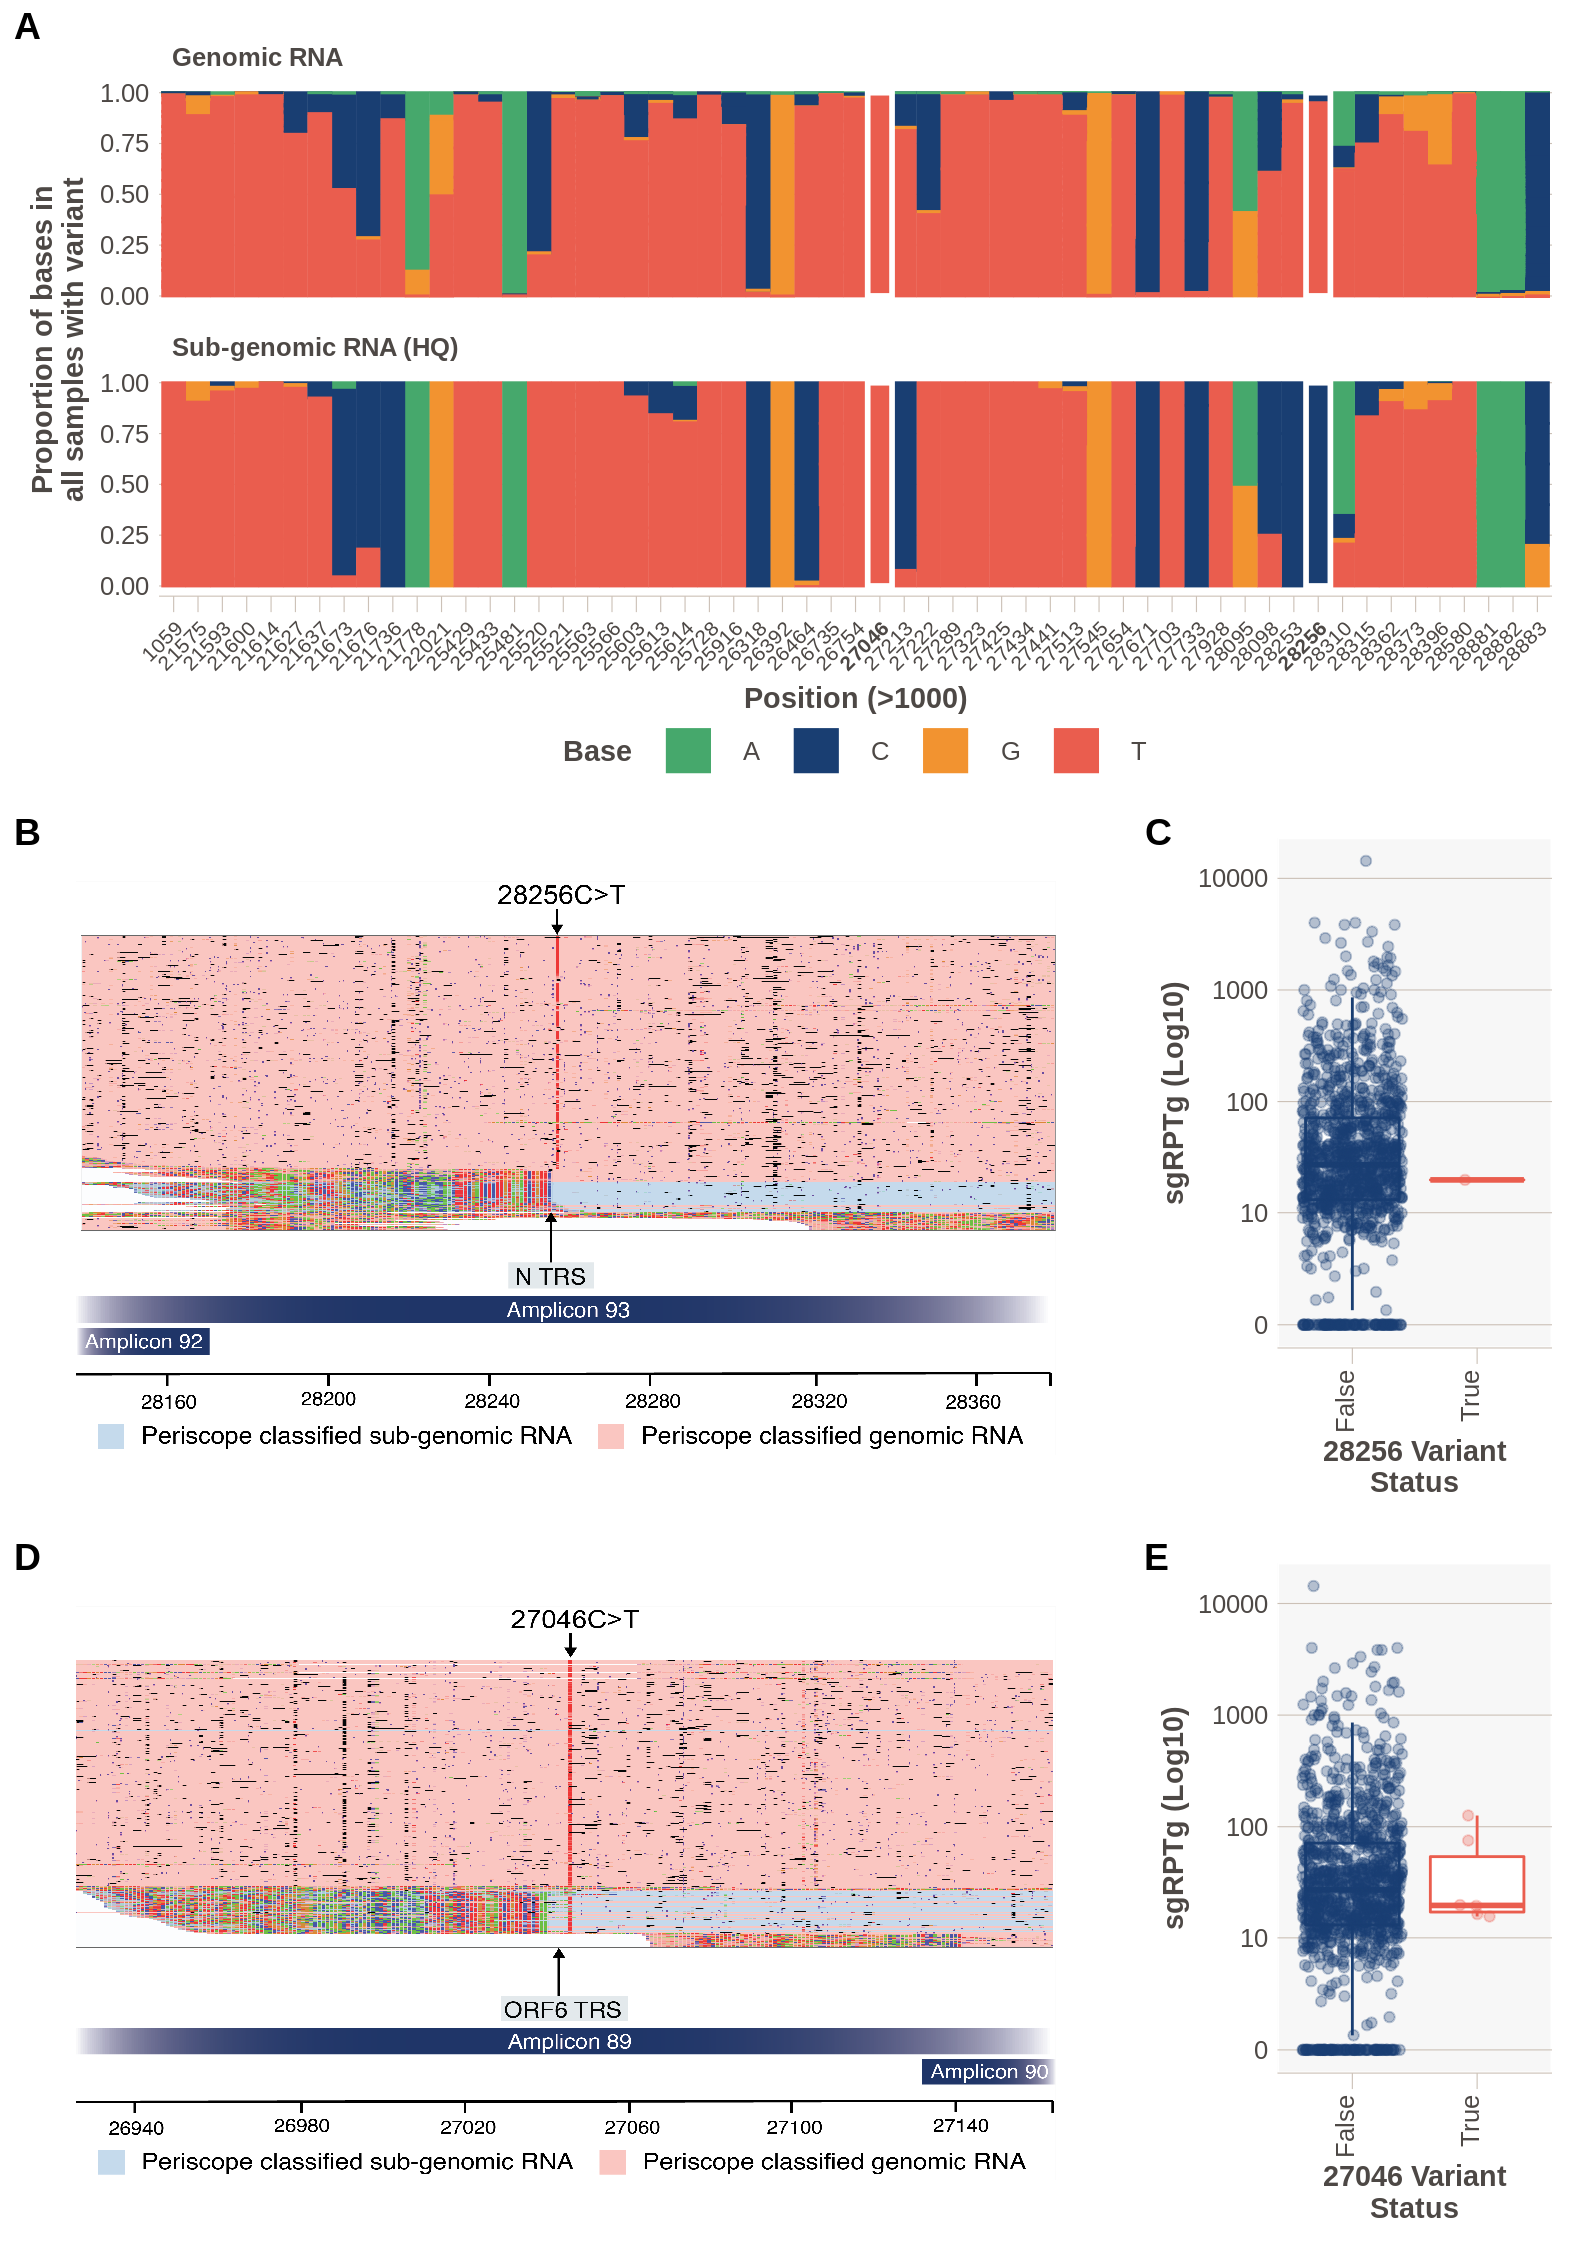 A
Genomic RNA
1.00
0.75
0.50
0.25
0.00
Proportion of bases in
all samples with variant
Sub-genomic RNA (HQ)
1.00
0.75
0.50
0.25
0.00
1059 21575 21593 21600 21614 21627 21637 21673 21676 21736 21778 22021 25429 25433 25481 25520 25521 25563 25566 25603 25613 25614 25728 25916 26318 26392 26464 26735 26754 27046 27213 27222 27289 27323 27425 27434 27441 27513 27545 27654 27671 27703 27733 27928 28095 28098 28253 28256 28310 28315 28362 28373 28396 28580 28881 28882 28883
Position (>1000)
Base A C G T
B
28256C>T
N TRS
Amplicon 93
Amplicon 92
28160 28200 28240 28280 28320 28360
Periscope classified sub-genomic RNA Periscope classified genomic RNA
C
sgRPTg (Log10)
10000
1000
100
10
0
False True
28256 Variant
Status
D
27046C>T
ORF6 TRS
Amplicon 89
Amplicon 90
26940 26980 27020 27060 27100 27140
Periscope classified sub-genomic RNA Periscope classified genomic RNA
E
sgRPTg (Log10)
10000
1000
100
10
0
False True
27046 Variant
Status